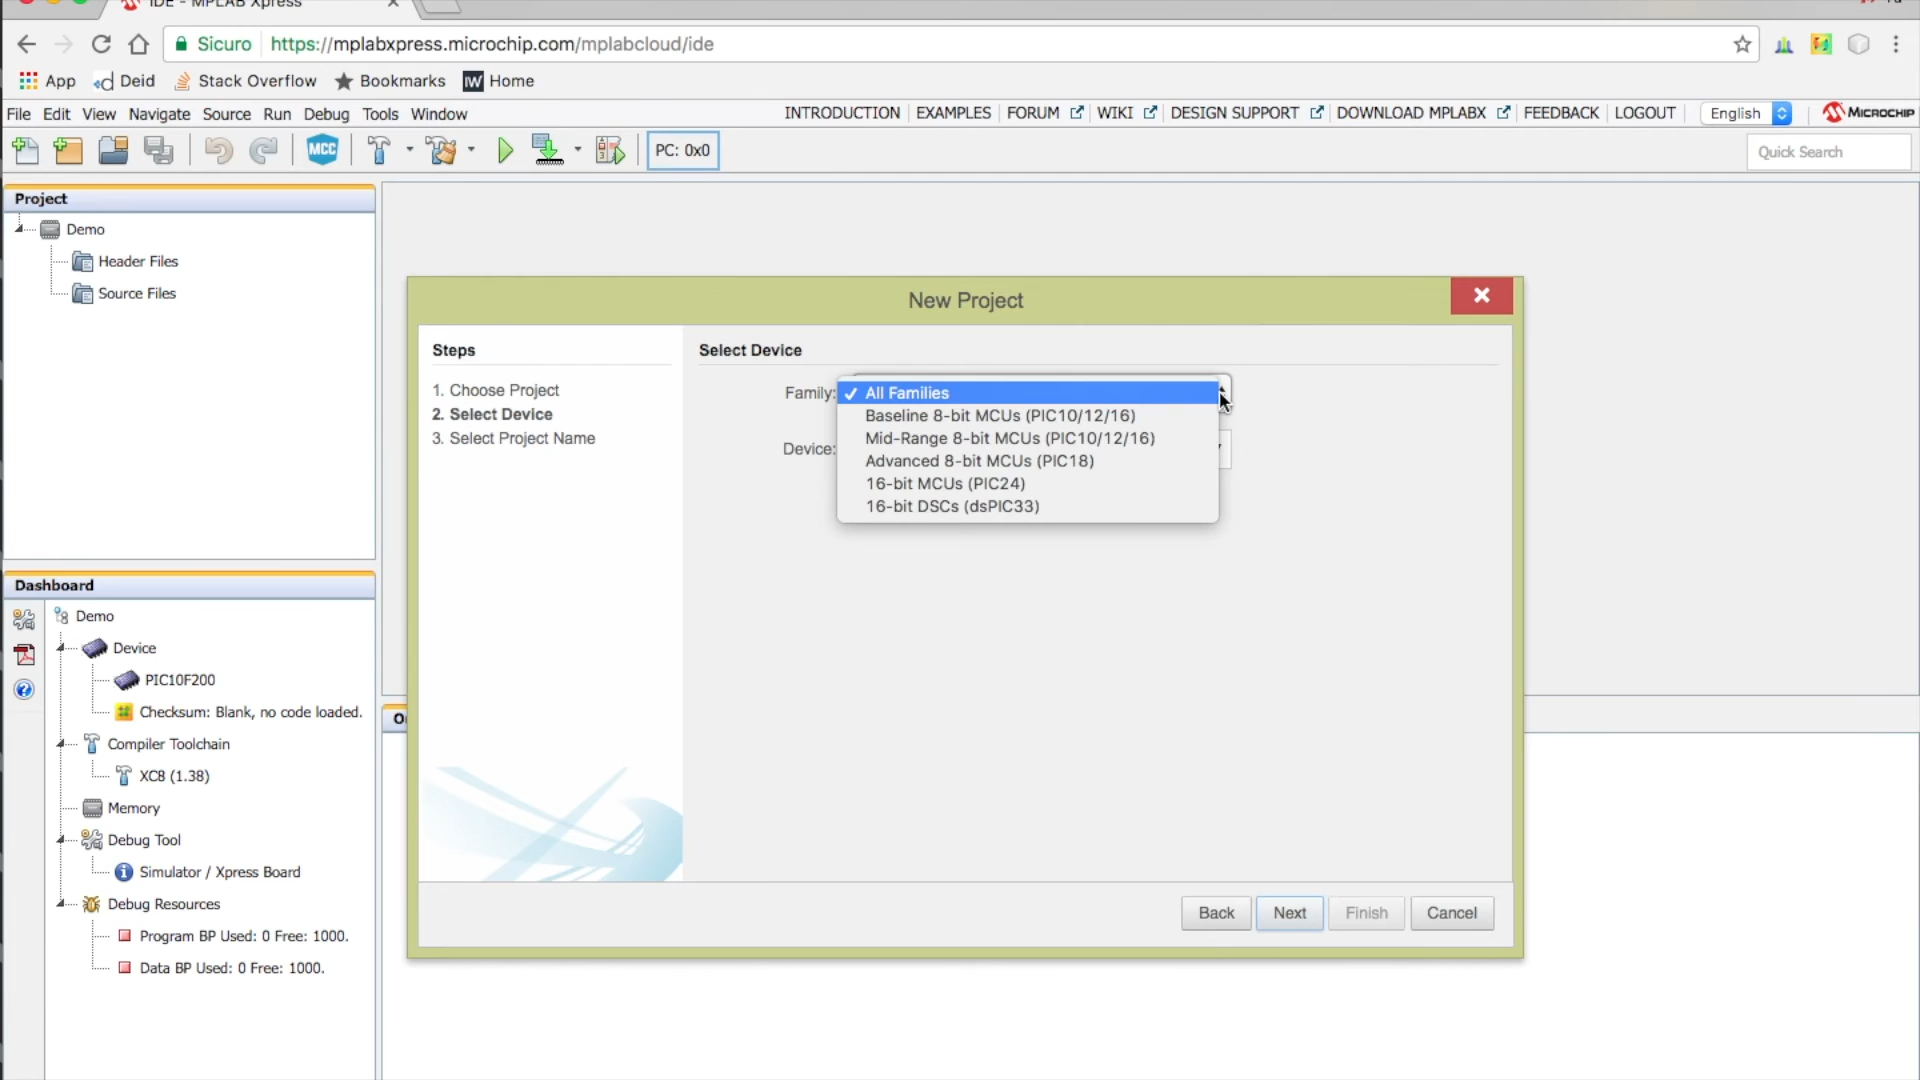 IDE - MPLAB Xpress
Sicuro
https://mplabxpress.microchip.com/mplabcloud/ide
App
Deid
Stack Overflow
Bookmarks
IW
Home
File Edit View Navigate Source Run Debug Tools Window
INTRODUCTION EXAMPLES FORUM WIKI DESIGN SUPPORT DOWNLOAD MPLABX FEEDBACK LOGOUT
English
MICROCHIP
MCC
PC: 0x0
Quick Search
Project
Demo
Header Files
Source Files
New Project
Steps
1. Choose Project
2. Select Device
3. Select Project Name
Select Device
Family:
All Families
Baseline 8-bit MCUs (PIC10/12/16)
Mid-Range 8-bit MCUs (PIC10/12/16)
Advanced 8-bit MCUs (PIC18)
16-bit MCUs (PIC24)
16-bit DSCs (dsPIC33)
Device:
Back
Next
Finish
Cancel
Dashboard
Demo
Device
PIC10F200
Checksum: Blank, no code loaded.
Compiler Toolchain
XC8 (1.38)
Memory
Debug Tool
Simulator / Xpress Board
Debug Resources
Program BP Used: 0 Free: 1000.
Data BP Used: 0 Free: 1000.